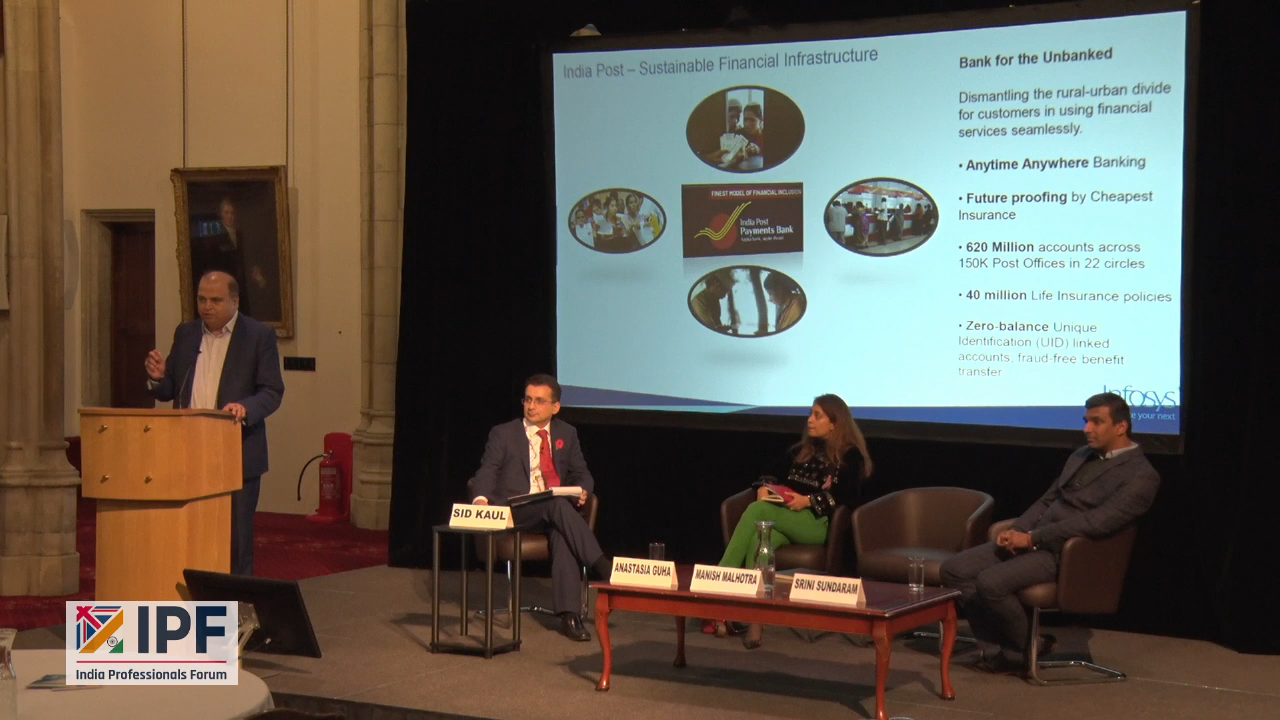 India Post – Sustainable Financial Infrastructure
FINEST MODEL OF FINANCIAL INCLUSION
India Post
Payments Bank
Bank for the Unbanked
Dismantling the rural-urban divide
for customers in using financial
services seamlessly.
• Anytime Anywhere Banking
• Future proofing by Cheapest
Insurance
• 620 Million accounts across
150K Post Offices in 22 circles
• 40 million Life Insurance policies
• Zero-balance Unique
Identification (UID) linked
accounts, fraud-free benefit
transfer
Infosys
your next
SID KAUL
ANASTASIA GUHA
MANISH MALHOTRA
SRINI SUNDARAM
IPF
India Professionals Forum